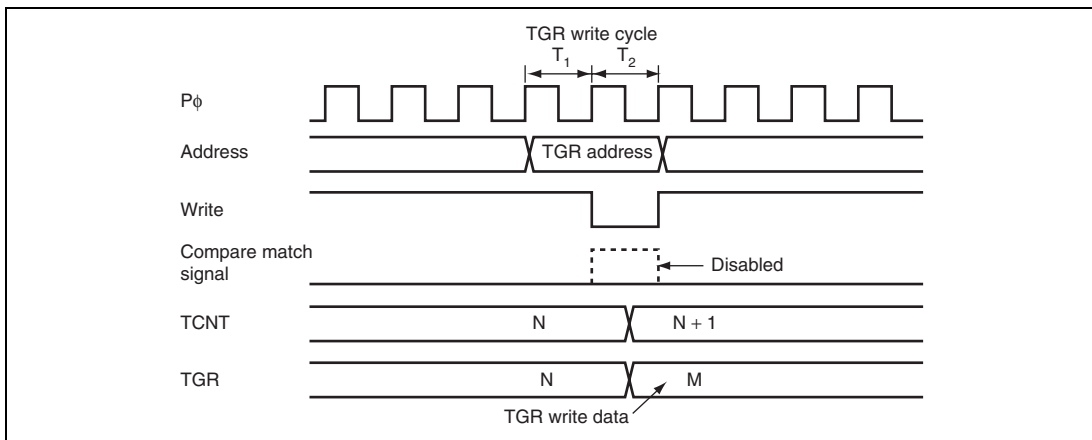 TGR write cycle
T1 T2
Pφ
Address TGR address
Write
Compare match
signal
Disabled
TCNT N N + 1
TGR N M
TGR write data